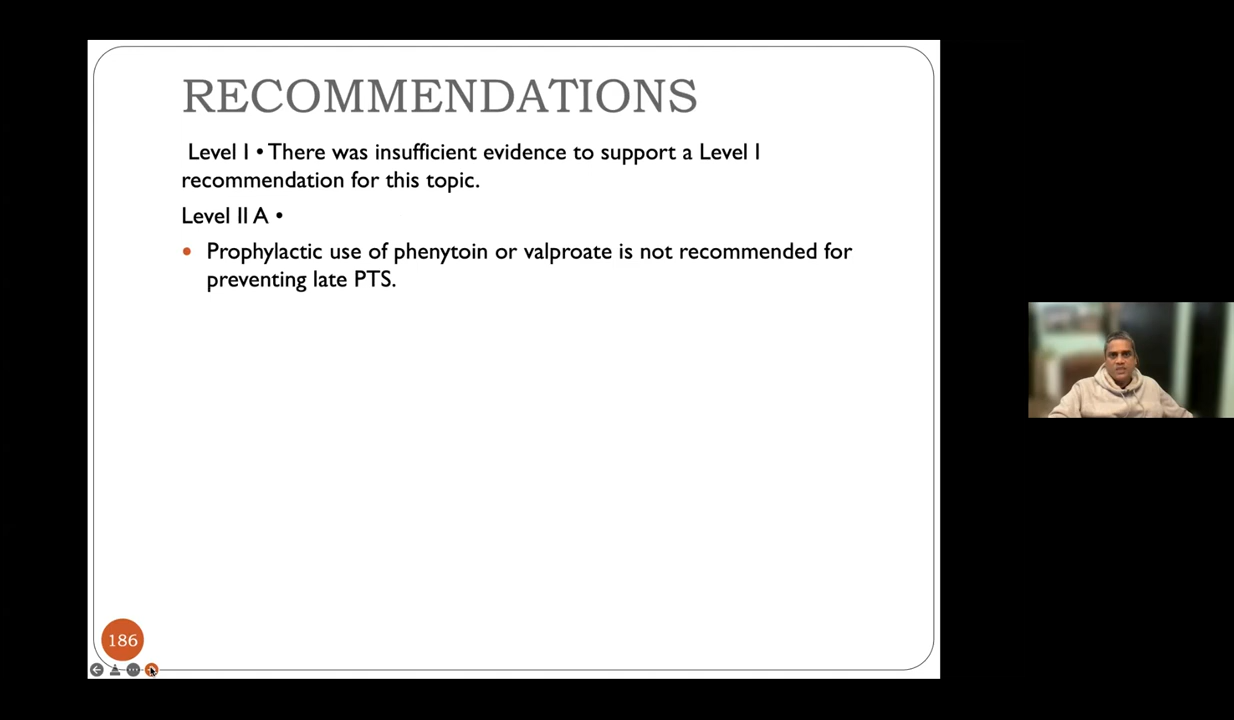 RECOMMENDATIONS
Level I • There was insufficient evidence to support a Level I
recommendation for this topic.
Level II A •
• Prophylactic use of phenytoin or valproate is not recommended for
preventing late PTS.
186